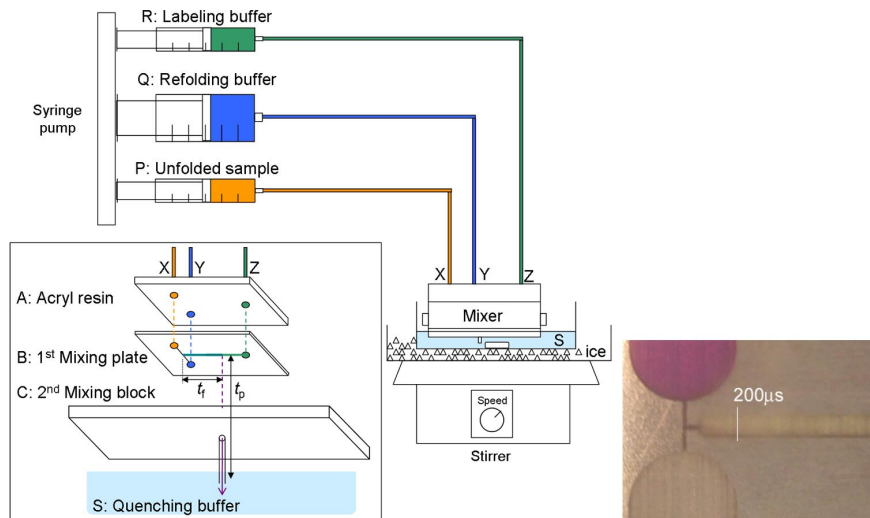 R: Labeling buffer
Q: Refolding buffer
Syringe
pump
P: Unfolded sample
X Y Z
X Y Z
A: Acryl resin
Mixer
S
ice
B: 1st Mixing plate
tf tp
C: 2nd Mixing block
Speed
200µs
Stirrer
S: Quenching buffer